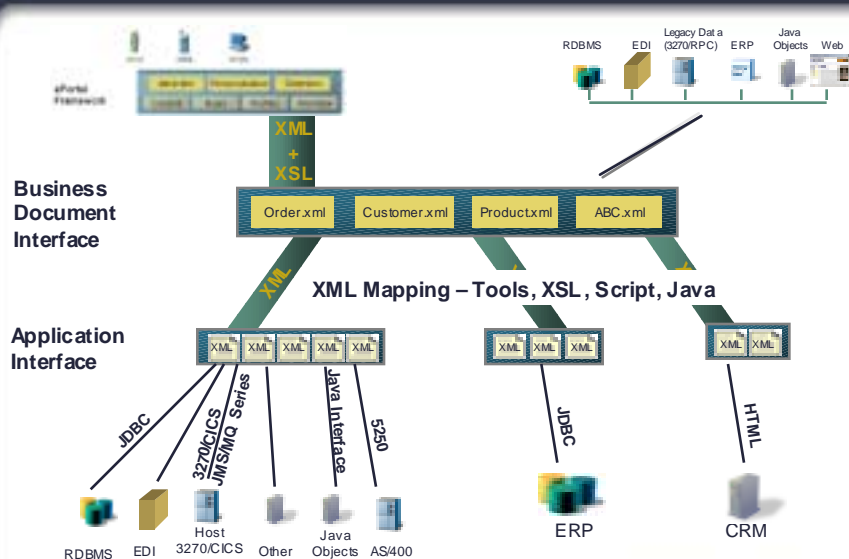 Legacy Data
(3270/RPC)
RDBMS
EDI
ERP
Java
Objects
Web
ePortal
Framework
XML
+
XSL
Business
Document
Interface
Order.xml
Customer.xml
Product.xml
ABC.xml
XML
XML Mapping – Tools, XSL, Script, Java
Application
Interface
XML
XML
XML
XML
XML
XML
XML
XML
XML
XML
JDBC
3270/CICS
JMS/MQ Series
Java Interface
5250
JDBC
HTML
RDBMS
EDI
Host
3270/CICS
Other
Java
Objects
AS/400
ERP
CRM